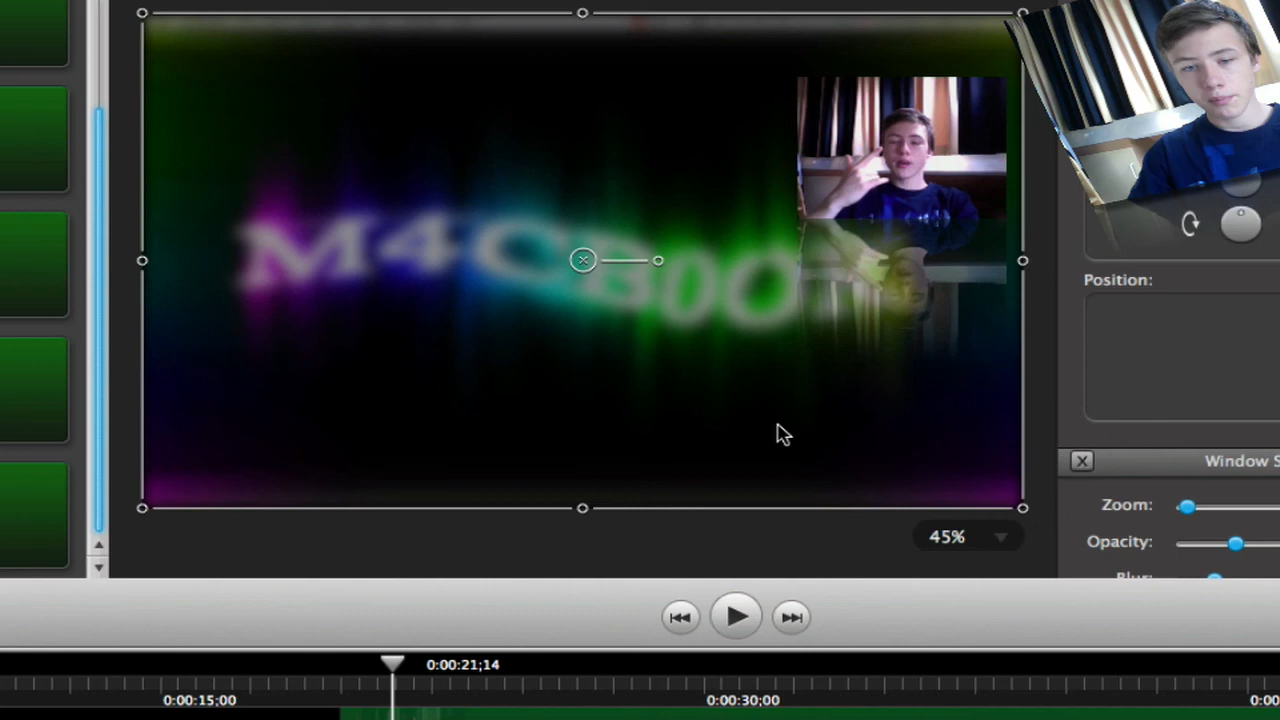 M4CB00
Position:
X
Window S
Zoom:
Opacity:
45%
Blur:
0:00:21;14
0:00:15;00
0:00:30;00
0:00